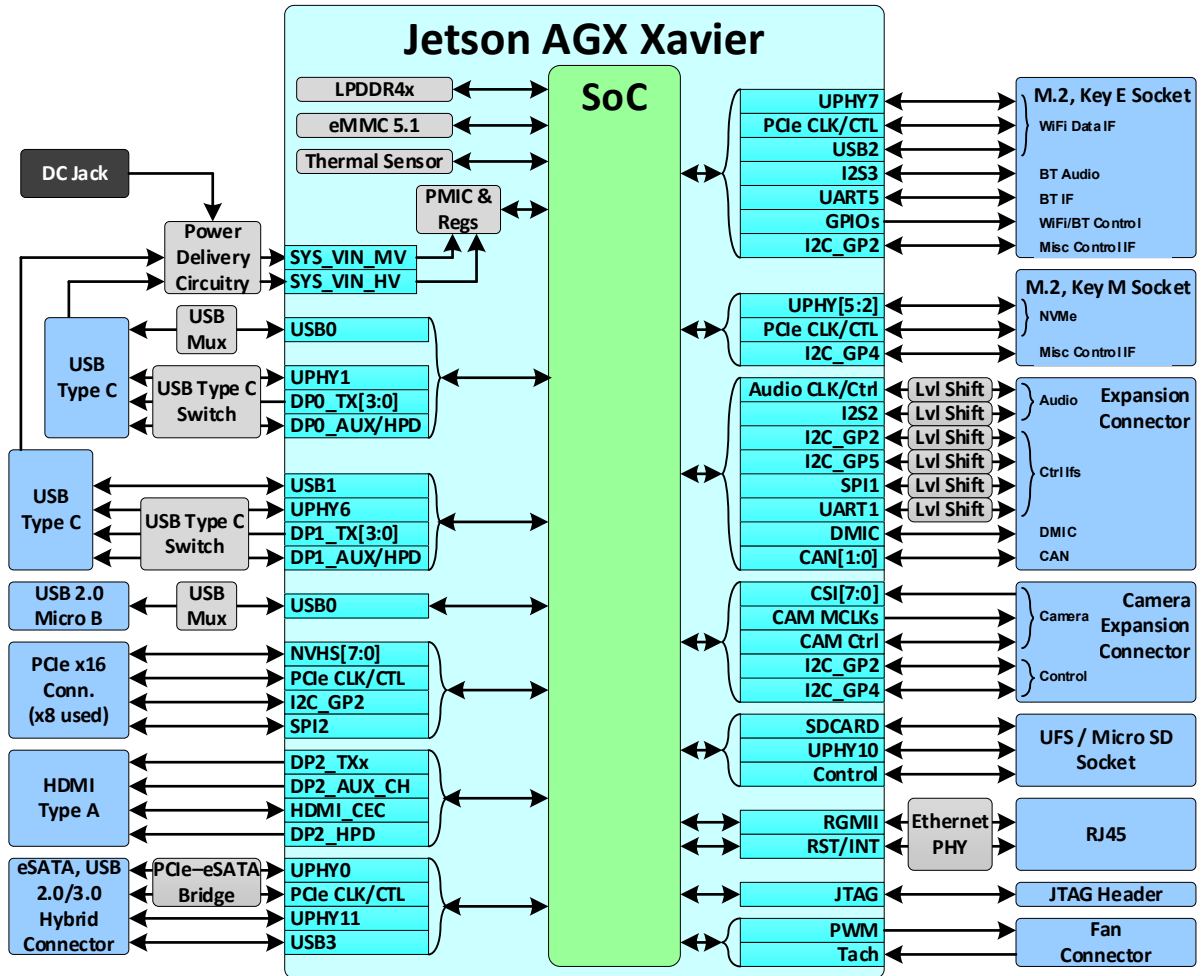 Jetson AGX Xavier
SoC
LPDDR4x
eMMC 5.1
Thermal Sensor
PMIC &
Regs
DC Jack
Power
Delivery
Circuitry
SYS_VIN_MV
SYS_VIN_HV
USB
Type C
USB
Mux
USB Type C
Switch
USB0
UPHY1
DP0_TX[3:0]
DP0_AUX/HPD
USB
Type C
USB Type C
Switch
USB1
UPHY6
DP1_TX[3:0]
DP1_AUX/HPD
USB 2.0
Micro B
USB
Mux
USB0
PCIe x16
Conn.
(x8 used)
NVHS[7:0]
PCIe CLK/CTL
I2C_GP2
SPI2
HDMI
Type A
DP2_TXx
DP2_AUX_CH
HDMI_CEC
DP2_HPD
eSATA, USB
2.0/3.0
Hybrid
Connector
PCIe–eSATA
Bridge
UPHY0
PCIe CLK/CTL
UPHY11
USB3
UPHY7
PCIe CLK/CTL
USB2
I2S3
UART5
GPIOs
I2C_GP2
M.2, Key E Socket
WiFi Data IF
BT Audio
BT IF
WiFi/BT Control
Misc Control IF
UPHY[5:2]
PCIe CLK/CTL
I2C_GP4
M.2, Key M Socket
NVMe
Misc Control IF
Audio CLK/Ctrl
I2S2
I2C_GP2
I2C_GP5
SPI1
UART1
DMIC
CAN[1:0]
Lvl Shift
Lvl Shift
Lvl Shift
Lvl Shift
Lvl Shift
Lvl Shift
Expansion
Connector
Audio
Ctrl Ifs
DMIC
CAN
CSI[7:0]
CAM MCLKs
CAM Ctrl
I2C_GP2
I2C_GP4
Camera
Expansion
Connector
Camera
Control
SDCARD
UPHY10
Control
UFS / Micro SD
Socket
RGMII
RST/INT
Ethernet
PHY
RJ45
JTAG
JTAG Header
PWM
Tach
Fan
Connector